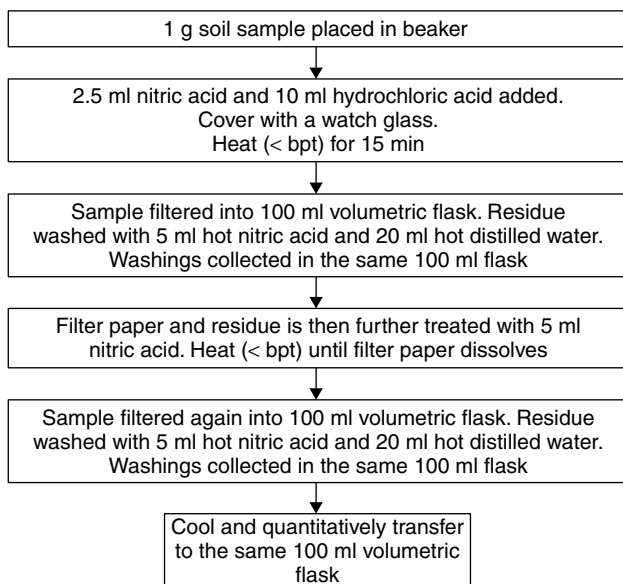 1 g soil sample placed in beaker
2.5 ml nitric acid and 10 ml hydrochloric acid added.
Cover with a watch glass.
Heat (< bpt) for 15 min
Sample filtered into 100 ml volumetric flask. Residue
washed with 5 ml hot nitric acid and 20 ml hot distilled water.
Washings collected in the same 100 ml flask
Filter paper and residue is then further treated with 5 ml
nitric acid. Heat (< bpt) until filter paper dissolves
Sample filtered again into 100 ml volumetric flask. Residue
washed with 5 ml hot nitric acid and 20 ml hot distilled water.
Washings collected in the same 100 ml flask
Cool and quantitatively transfer
to the same 100 ml volumetric
flask